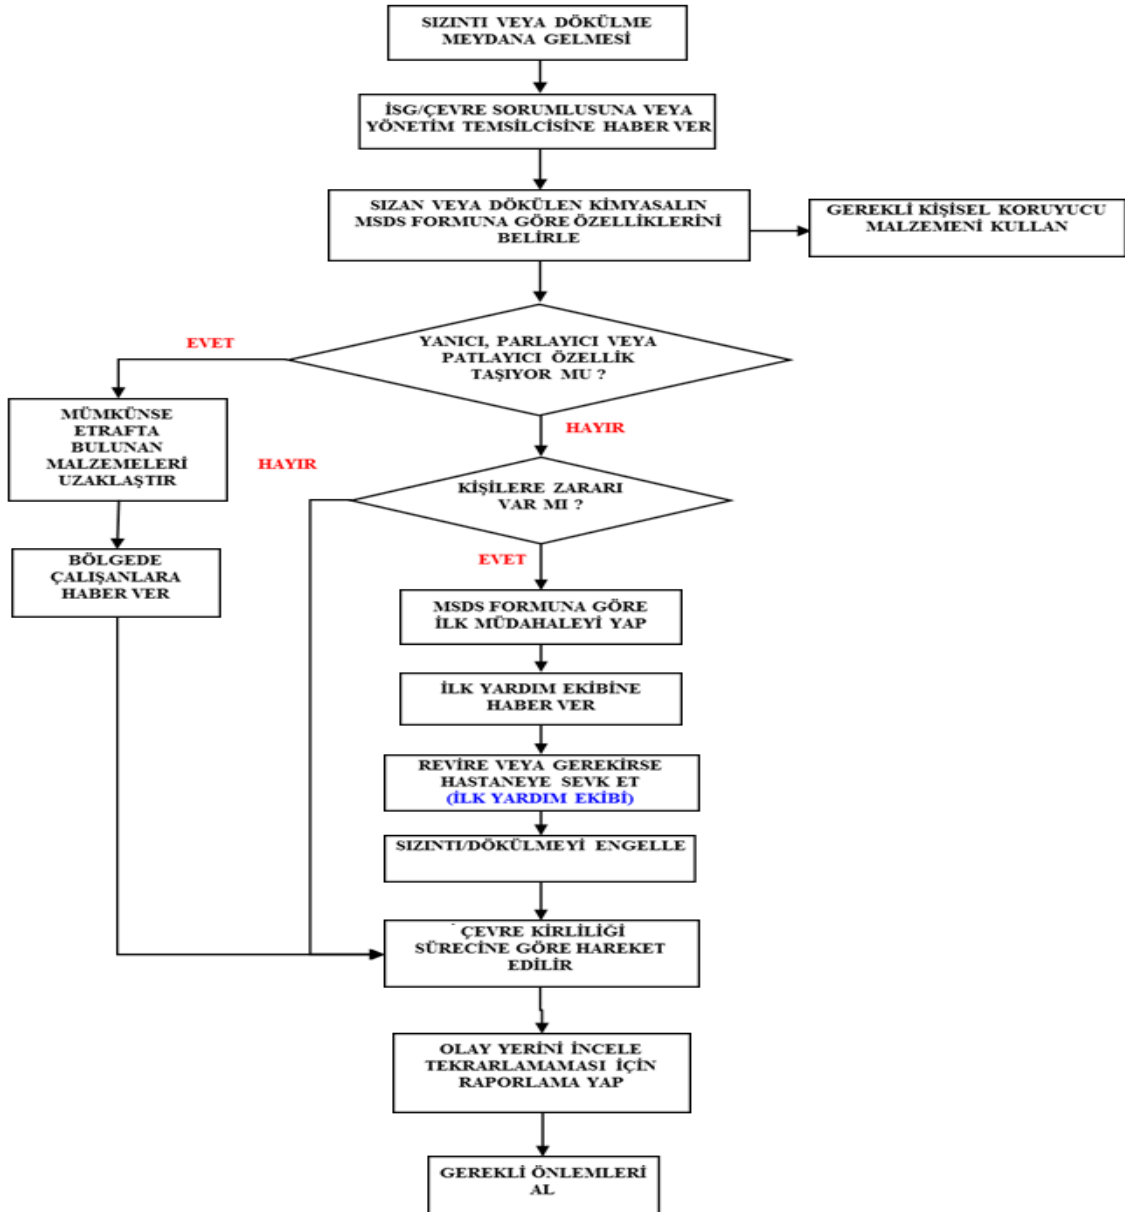 SIZINTI VEYA DÖKÜLME
MEYDANA GELMESİ
İSG/ÇEVRE SORUMLUSUNA VEYA
YÖNETİM TEMSİLCİSİNE HABER VER
SIZAN VEYA DÖKÜLEN KİMYASALIN
MSDS FORMUNA GÖRE ÖZELLİKLERİNİ
BELİRLE
GEREKLİ KİŞİSEL KORUYUCU
MALZEMENİ KULLAN
YANICI, PARLAYICI VEYA
PATLAYICI ÖZELLİK
TAŞIYOR MU ?
EVET
MÜMKÜNSE
ETRAFTA
BULUNAN
MALZEMELERİ
UZAKLAŞTIR
BÖLGEDE
ÇALIŞANLARA
HABER VER
HAYIR
KİŞİLERE ZARARI
VAR MI ?
HAYIR
EVET
MSDS FORMUNA GÖRE
İLK MÜDAHALEYİ YAP
İLK YARDIM EKİBİNE
HABER VER
REVİRE VEYA GEREKİRSE
HASTANEYE SEVK ET
(İLK YARDIM EKİBİ)
SIZINTI/DÖKÜLMEYİ ENGELLE
ÇEVRE KİRLİLİĞİ
SÜRECİNE GÖRE HAREKET
EDİLİR
OLAY YERİNİ İNCELE
TEKRARLAMAMASI İÇİN
RAPORLAMA YAP
GEREKLİ ÖNLEMLERİ
AL